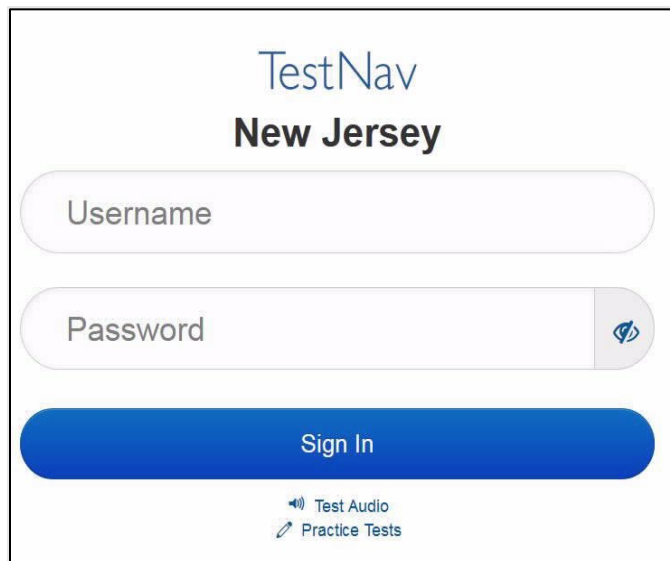 TestNav
New Jersey
Username
Password
Sign In
Test Audio
Practice Tests